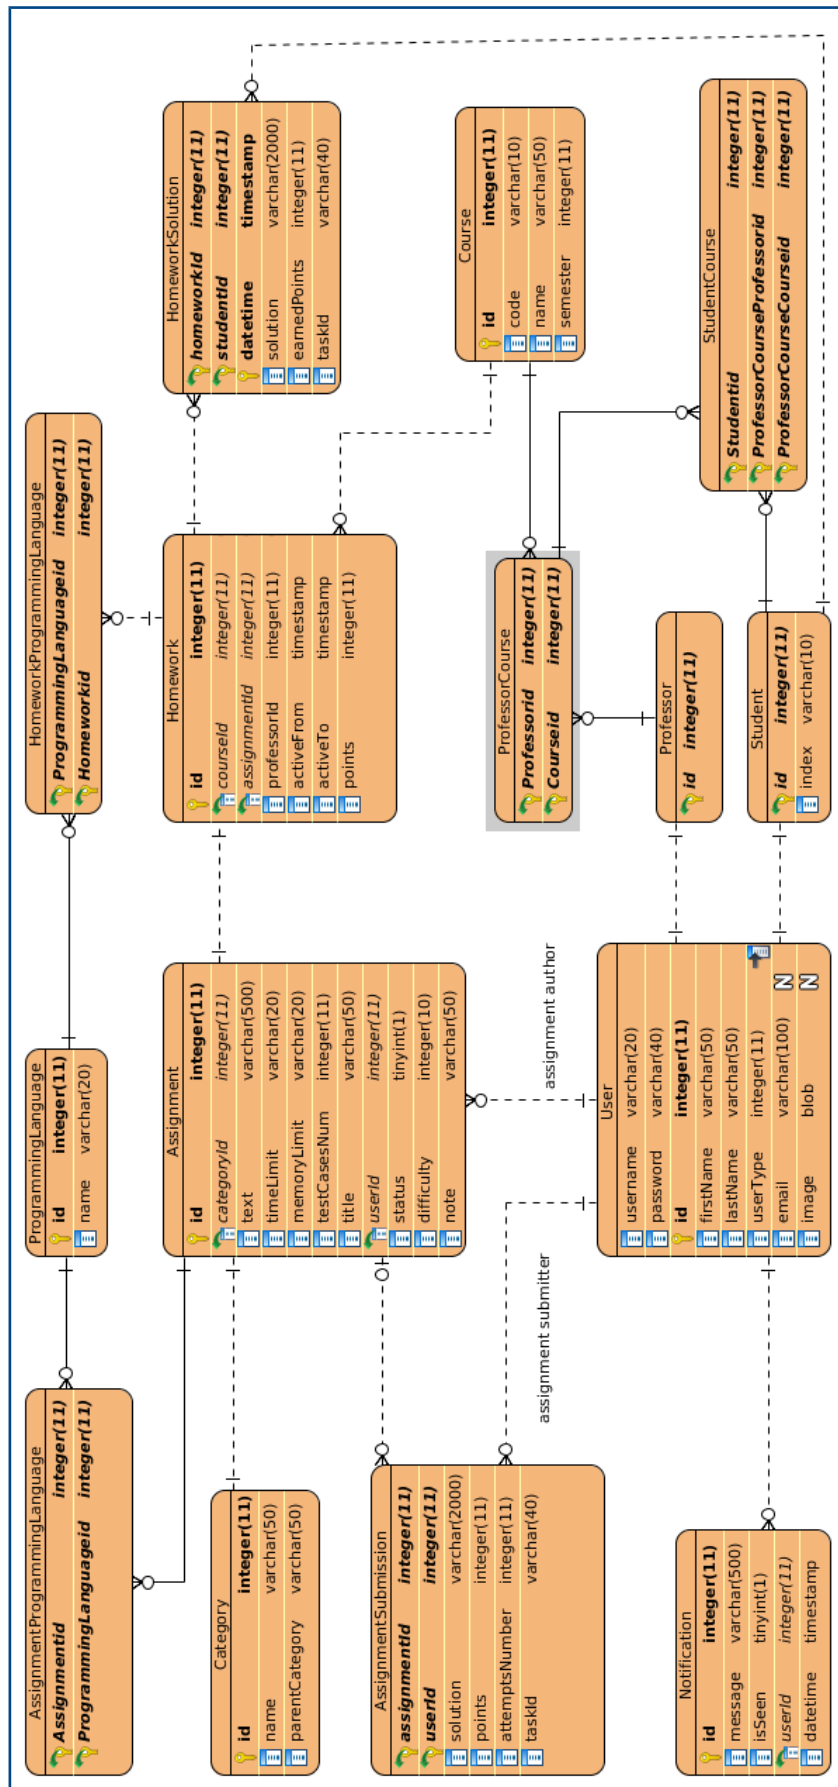 AssignmentProgrammingLanguage
Assignmentid integer(11)
ProgrammingLanguageid integer(11)
ProgrammingLanguage
id integer(11)
name varchar(20)
HomeworkProgrammingLanguage
ProgrammingLanguageid integer(11)
Homeworkid integer(11)
Category
id integer(11)
name varchar(50)
parentCategory varchar(50)
Assignment
id integer(11)
categoryId integer(11)
text varchar(500)
timeLimit varchar(20)
memoryLimit varchar(20)
testCasesNum integer(11)
title varchar(50)
userId integer(11)
status tinyint(1)
difficulty integer(10)
note varchar(50)
Homework
id integer(11)
courseId integer(11)
assignmentId integer(11)
professorId integer(11)
activeFrom timestamp
activeTo timestamp
points integer(11)
HomeworkSolution
homeworkId integer(11)
studentId integer(11)
datetime timestamp
solution varchar(2000)
earnedPoints integer(11)
taskId varchar(40)
AssignmentSubmission
assignmentId integer(11)
userId integer(11)
solution varchar(2000)
points integer(11)
attemptsNumber integer(11)
taskId varchar(40)
assignment submitter
assignment author
Course
id integer(11)
code varchar(10)
name varchar(50)
semester integer(11)
ProfessorCourse
Professorid integer(11)
Courseid integer(11)
User
username varchar(20)
password varchar(40)
id integer(11)
firstName varchar(50)
lastName varchar(50)
userType integer(11)
email varchar(100) N
image blob N
Professor
id integer(11)
Student
id integer(11)
index varchar(10)
StudentCourse
Studentid integer(11)
ProfessorCourseProfessorid integer(11)
ProfessorCourseCourseid integer(11)
Notification
id integer(11)
message varchar(500)
isSeen tinyint(1)
userId integer(11)
datetime timestamp